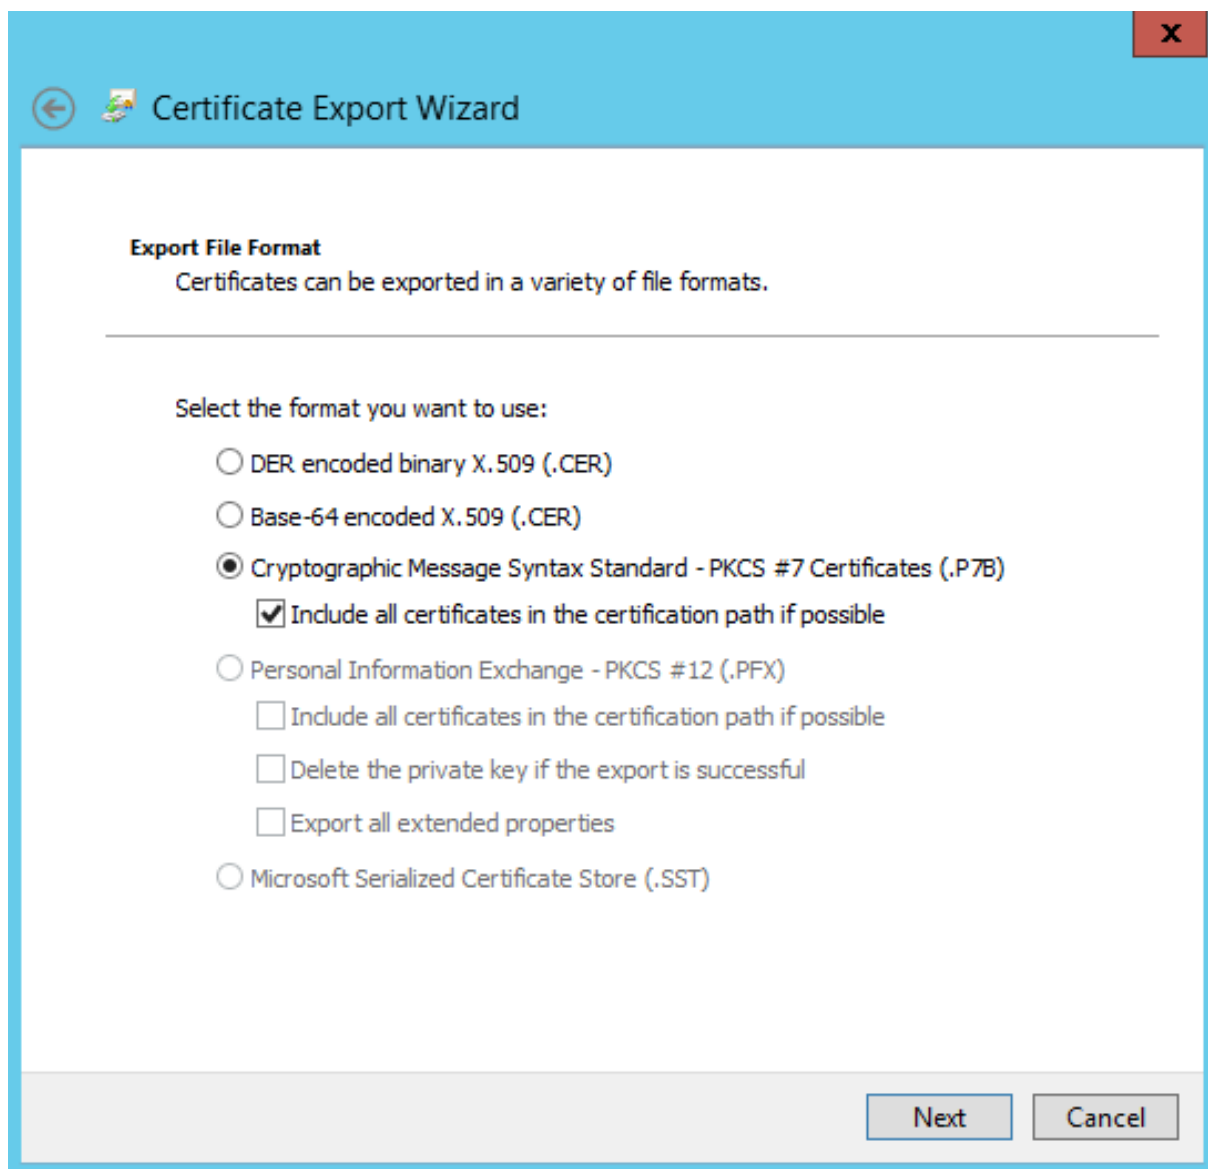 x
Certificate Export Wizard
Export File Format
Certificates can be exported in a variety of file formats.
Select the format you want to use:
DER encoded binary X.509 (.CER)
Base-64 encoded X.509 (.CER)
Cryptographic Message Syntax Standard - PKCS #7 Certificates (.P7B)
Include all certificates in the certification path if possible
Personal Information Exchange - PKCS #12 (.PFX)
Include all certificates in the certification path if possible
Delete the private key if the export is successful
Export all extended properties
Microsoft Serialized Certificate Store (.SST)
Next Cancel